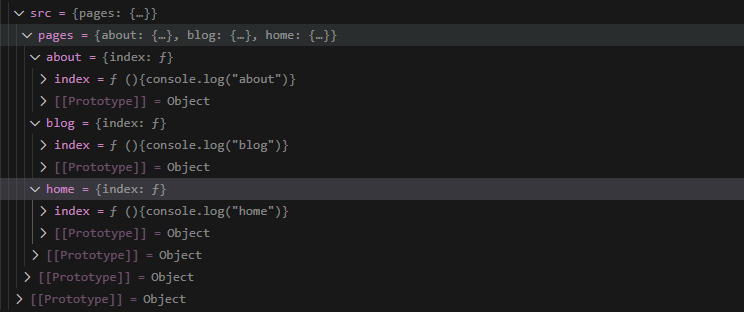 src = {pages: {…}}
pages = {about: {…}, blog: {…}, home: {…}}
about = {index: ƒ}
index = ƒ (){console.log("about")}
[[Prototype]] = Object
blog = {index: ƒ}
index = ƒ (){console.log("blog")}
[[Prototype]] = Object
home = {index: ƒ}
index = ƒ (){console.log("home")}
[[Prototype]] = Object
[[Prototype]] = Object
[[Prototype]] = Object
[[Prototype]] = Object